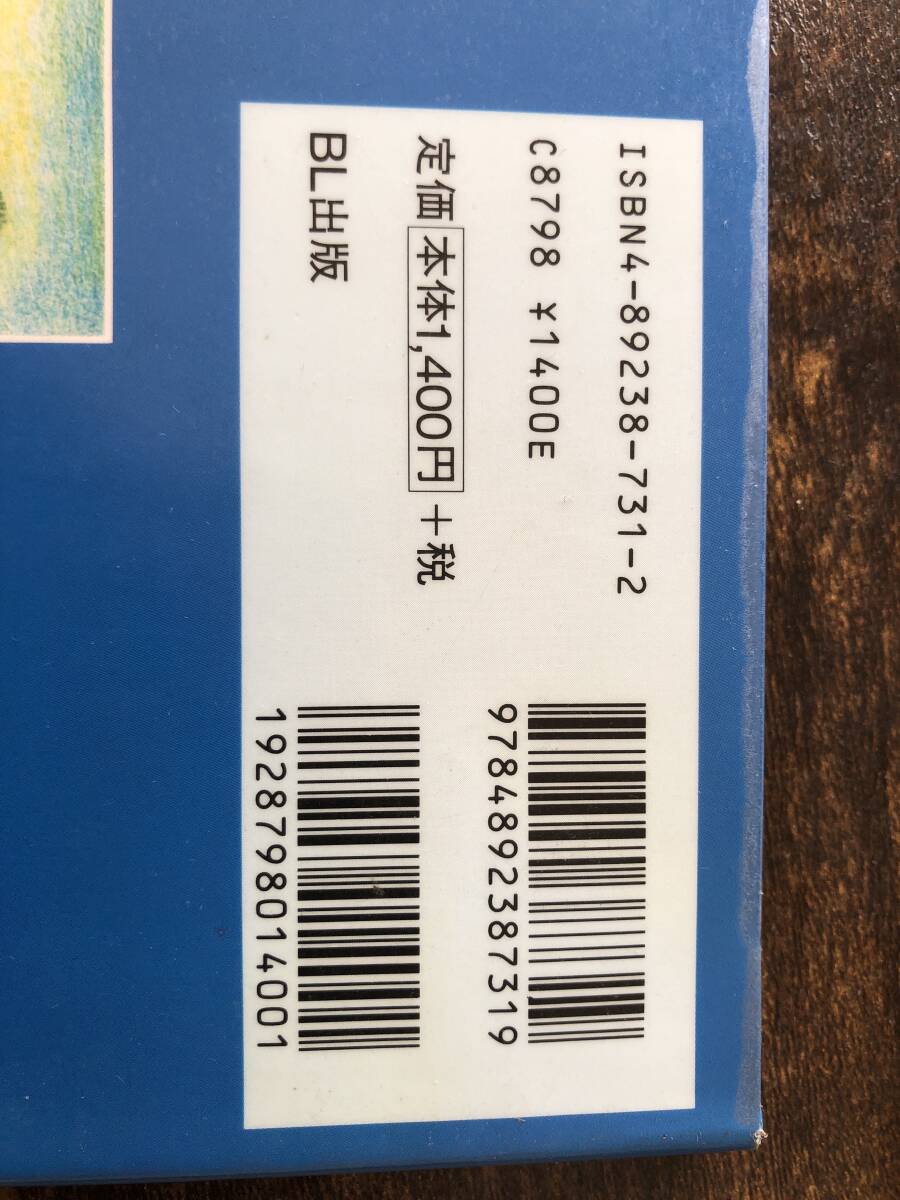 ISBN4-89238-731-2
C8798 ¥1400E
定価 本体1,400円 +税
BL出版
9784892387319
1928798014001